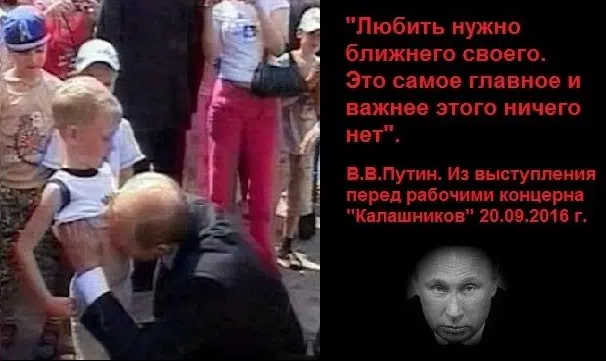 "Любить нужно
ближнего своего.
Это самое главное и
важнее этого ничего
нет".
В.В.Путин. Из выступления
перед рабочими концерна
"Калашников" 20.09.2016 г.